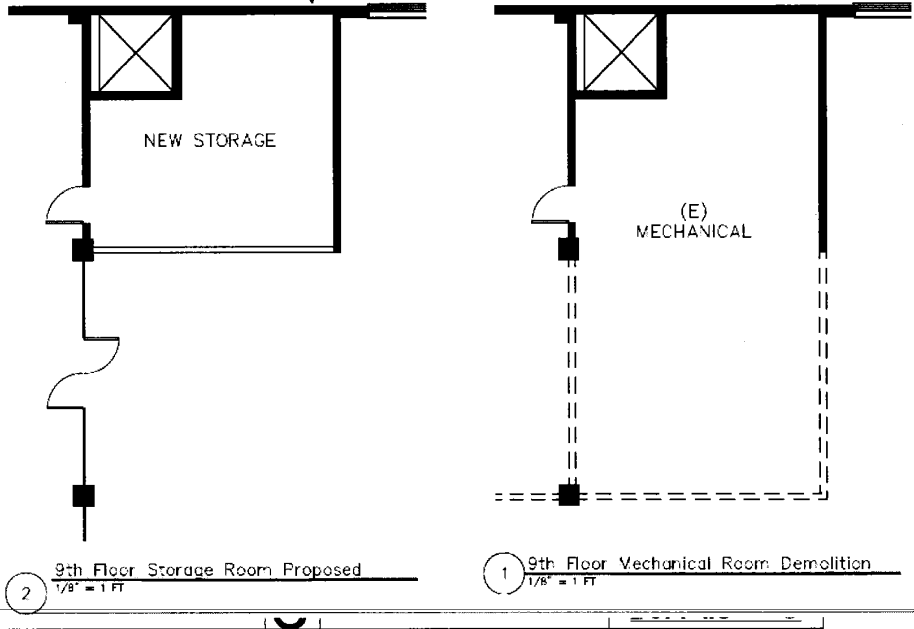 NEW STORAGE
(E)
MECHANICAL
2
9th Floor Storage Room Proposed
1/8" = 1 FT
1
9th Floor Mechanical Room Demolition
1/8" = 1 FT